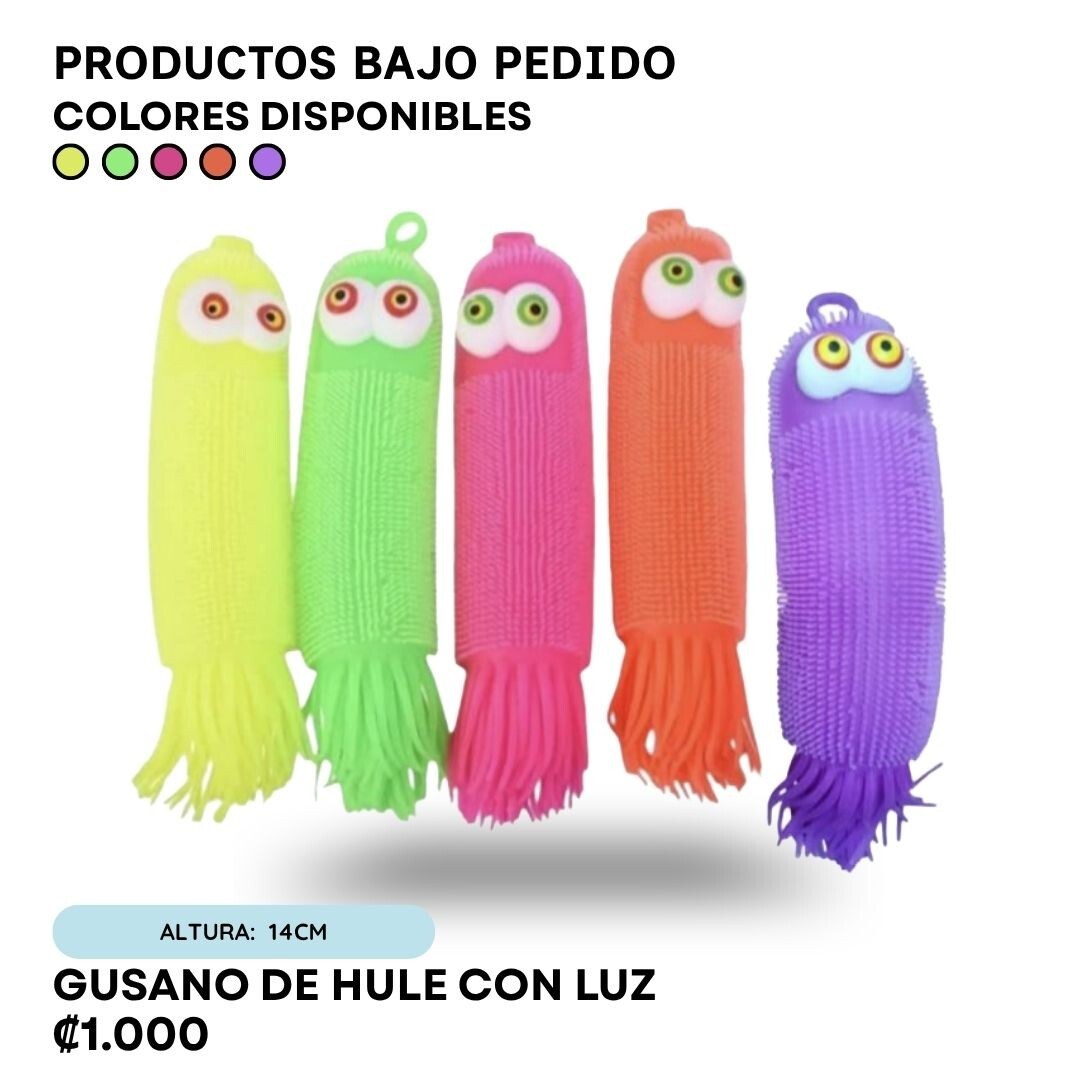 PRODUCTOS BAJO PEDIDO
COLORES DISPONIBLES
ALTURA: 14CM
GUSANO DE HULE CON LUZ
₡1.000